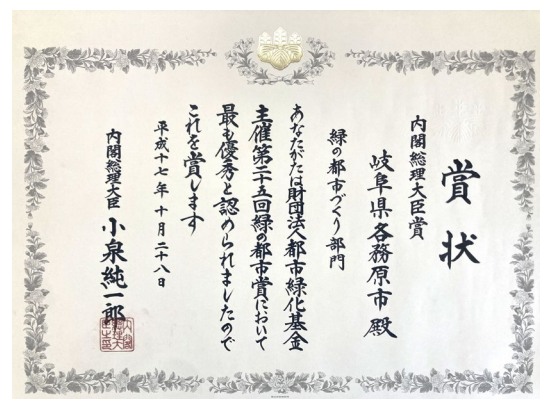 賞状
内閣総理大臣賞
岐阜県各務原市殿
緑の都市づくり部門
あなたがたは財団法人都市緑化基金
主催第二十五回緑の都市賞において
最も優秀と認められましたので
これを賞します
平成十七年十月二十八日
内閣総理大臣 小泉純一郎